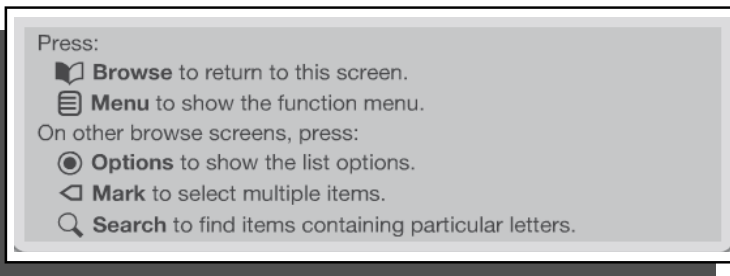 Press:
Browse to return to this screen.
Menu to show the function menu.
On other browse screens, press:
Options to show the list options.
Mark to select multiple items.
Search to find items containing particular letters.